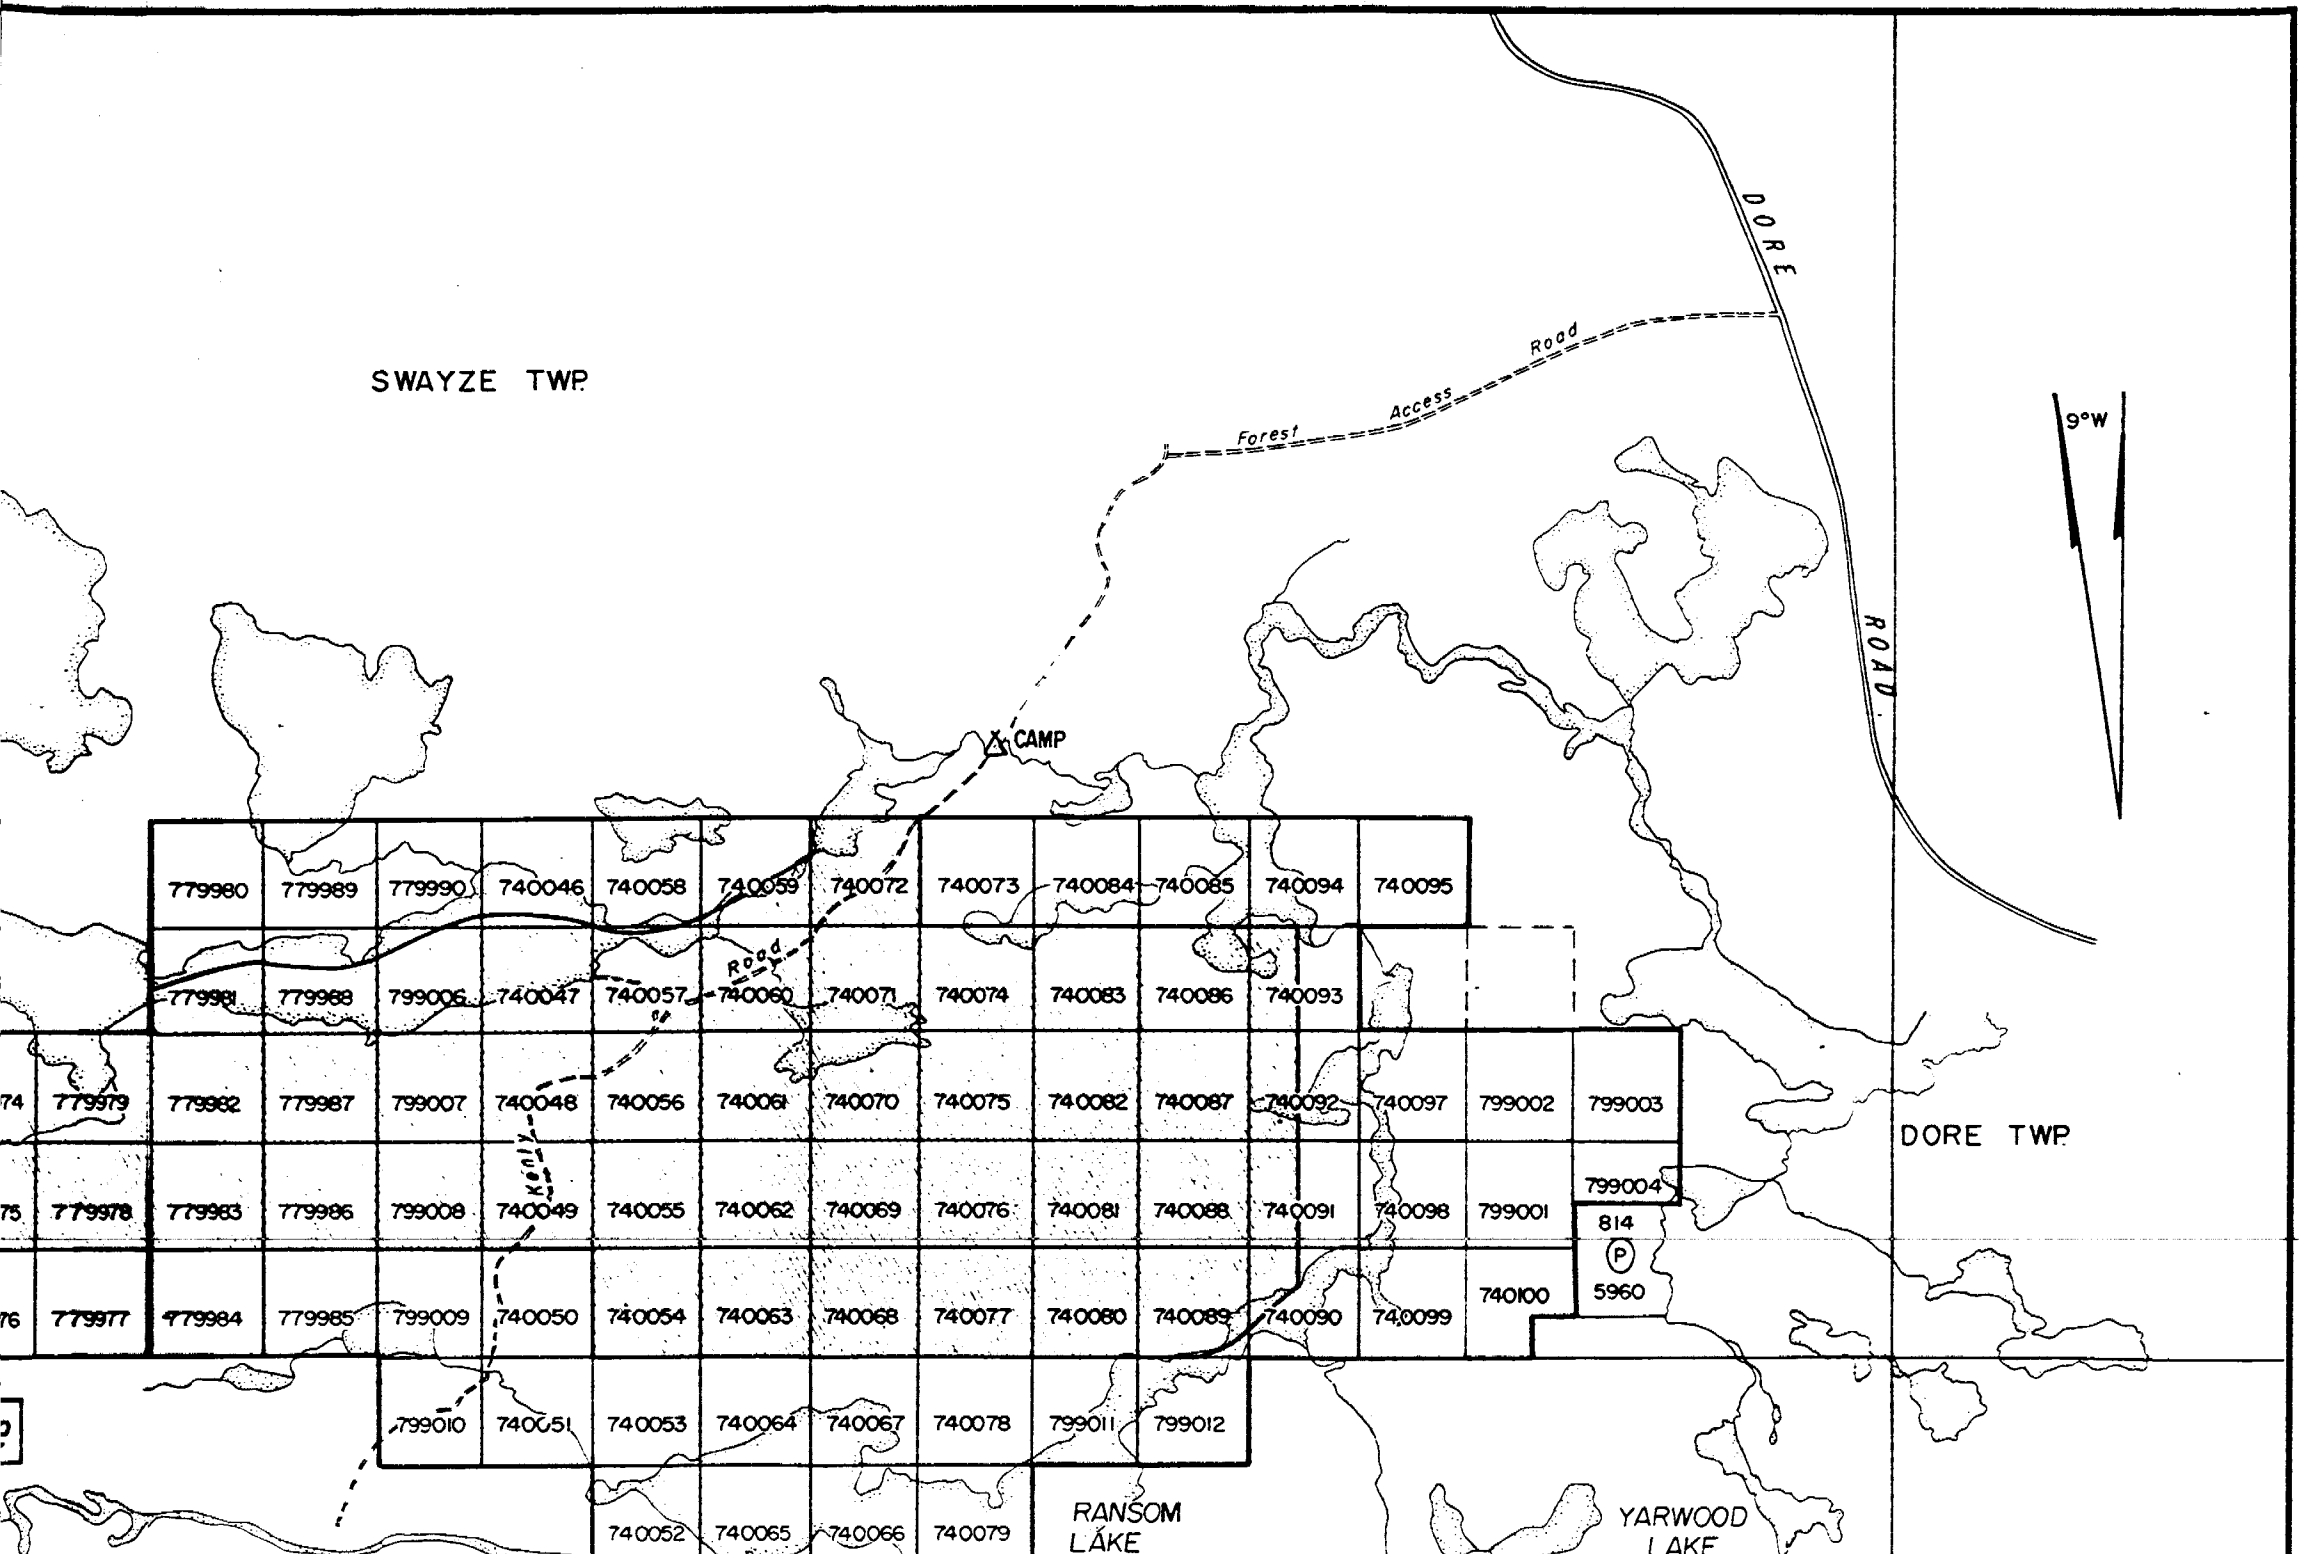 DORE
9°W
Road
SWAYZE TWP.
Access
Forest
ROAD
CAMP
779980 779989 779990 740046 740058 740059 740072 740073 740084 740085 740094 740095
Road
779981 779988 799006 740047 740057 740060 740071 740074 740083 740086 740093
74 779979 779982 779987 799007 740048 740056 740061 740070 740075 740082 740087 740092 740097 799002 799003
DORE TWP.
Kenty
799004
75 779978 779983 779986 799008 740049 740055 740062 740069 740076 740081 740088 740091 740098 799001
814
P
5960
76 779977 779984 779985 799009 740050 740054 740063 740068 740077 740080 740089 740090 740099 740100
799010 740051 740053 740064 740067 740078 799011 799012
RANSOM
LAKE
YARWOOD
LAKE
740052 740065 740066 740079